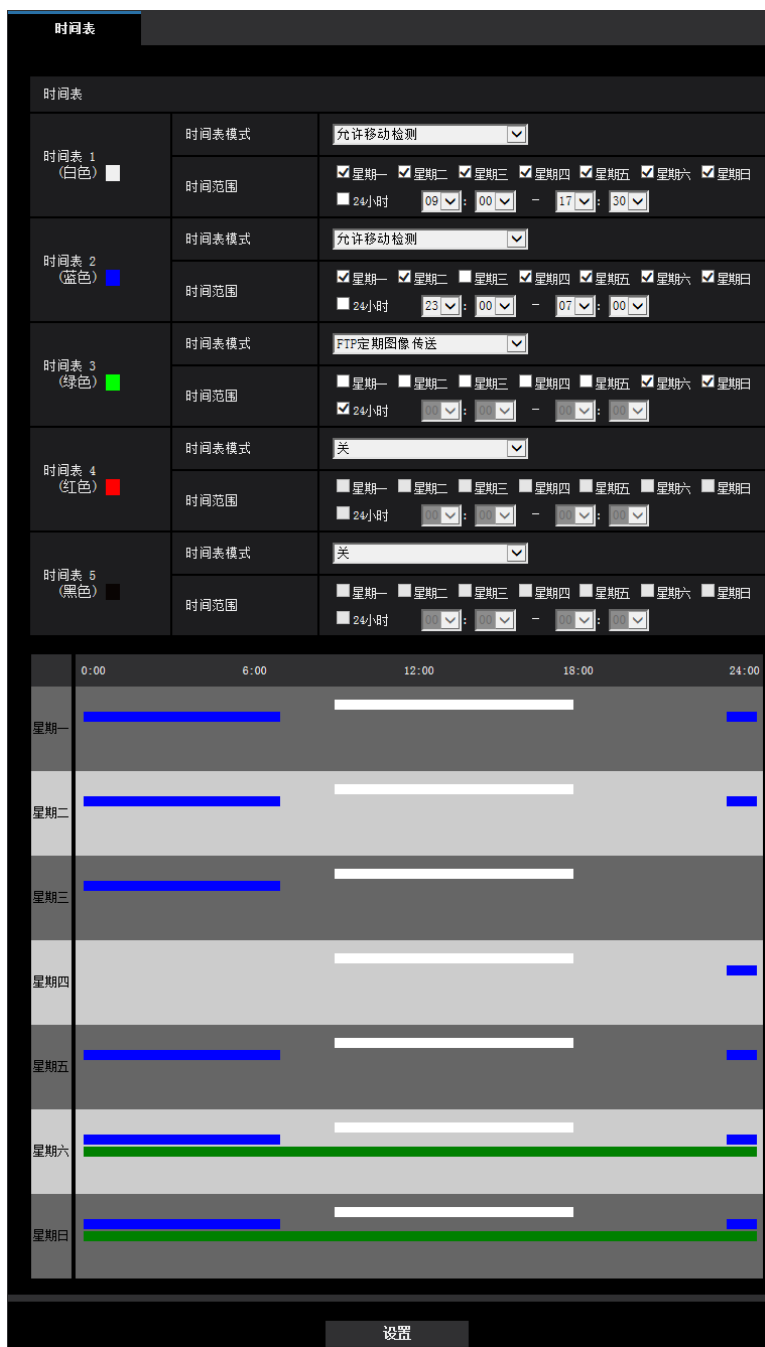 时间表
时间表
时间表 1
(白色)
时间表模式
允许移动检测
时间范围
星期一 星期二 星期三 星期四 星期五 星期六 星期日
24小时 09 : 00 - 17 : 30
时间表 2
(蓝色)
时间表模式
允许移动检测
时间范围
星期一 星期二 星期三 星期四 星期五 星期六 星期日
24小时 23 : 00 - 07 : 00
时间表 3
(绿色)
时间表模式
FTP定期图像传送
时间范围
星期一 星期二 星期三 星期四 星期五 星期六 星期日
24小时 00 : 00 - 00 : 00
时间表 4
(红色)
时间表模式
关
时间范围
星期一 星期二 星期三 星期四 星期五 星期六 星期日
24小时 00 : 00 - 00 : 00
时间表 5
(黑色)
时间表模式
关
时间范围
星期一 星期二 星期三 星期四 星期五 星期六 星期日
24小时 00 : 00 - 00 : 00
0:00 6:00 12:00 18:00 24:00
星期一
星期二
星期三
星期四
星期五
星期六
星期日
设置